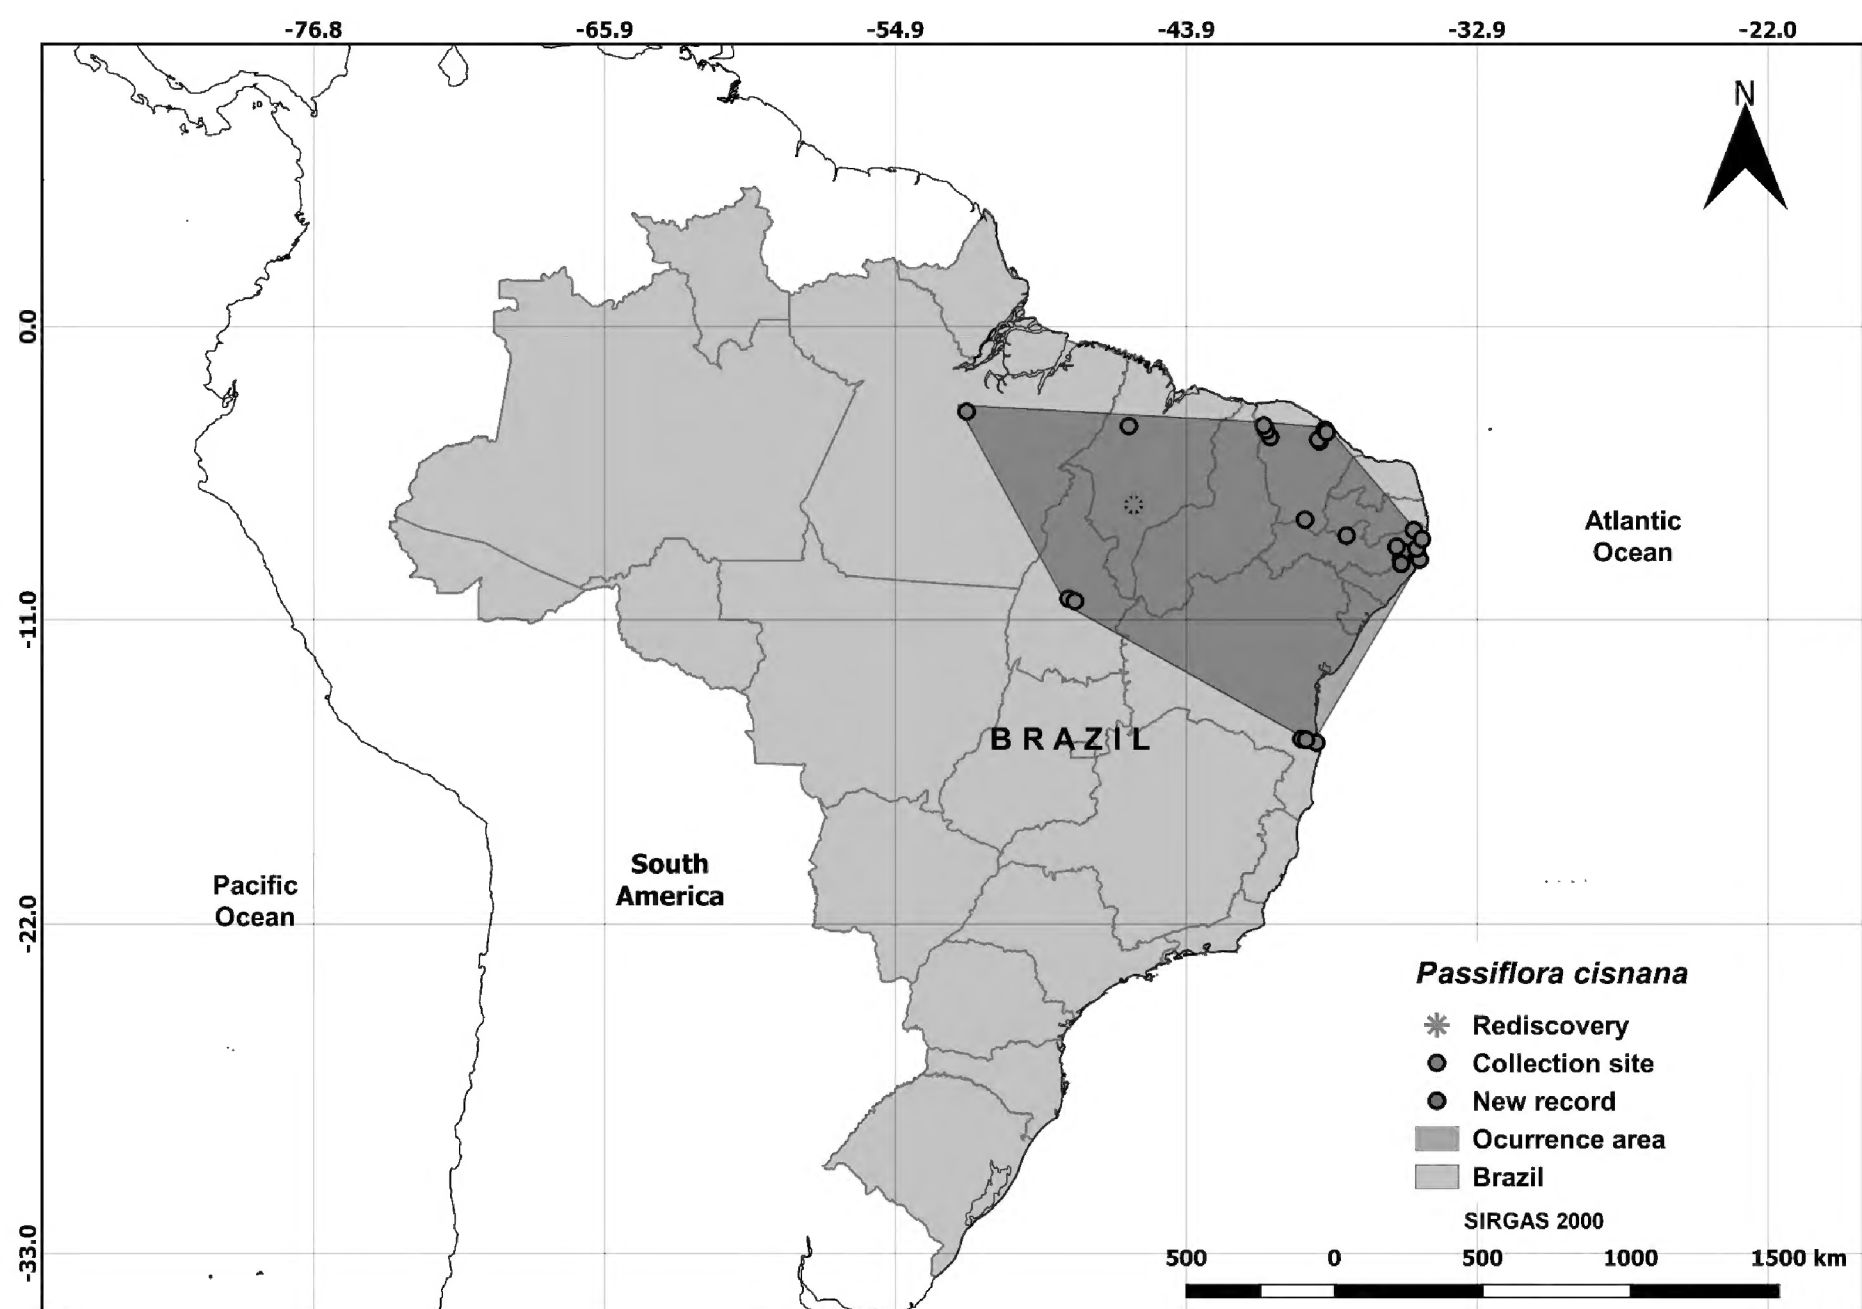 -76.8 -65.9 -54.9 -43.9 -32.9 -22.0
N
0.0
-11.0
-22.0
-33.0
Atlantic
Ocean
BRAZIL
South
America
Pacific
Ocean
Passiflora cisnana
Rediscovery
Collection site
New record
Ocurrence area
Brazil
SIRGAS 2000
500 0 500 1000 1500 km